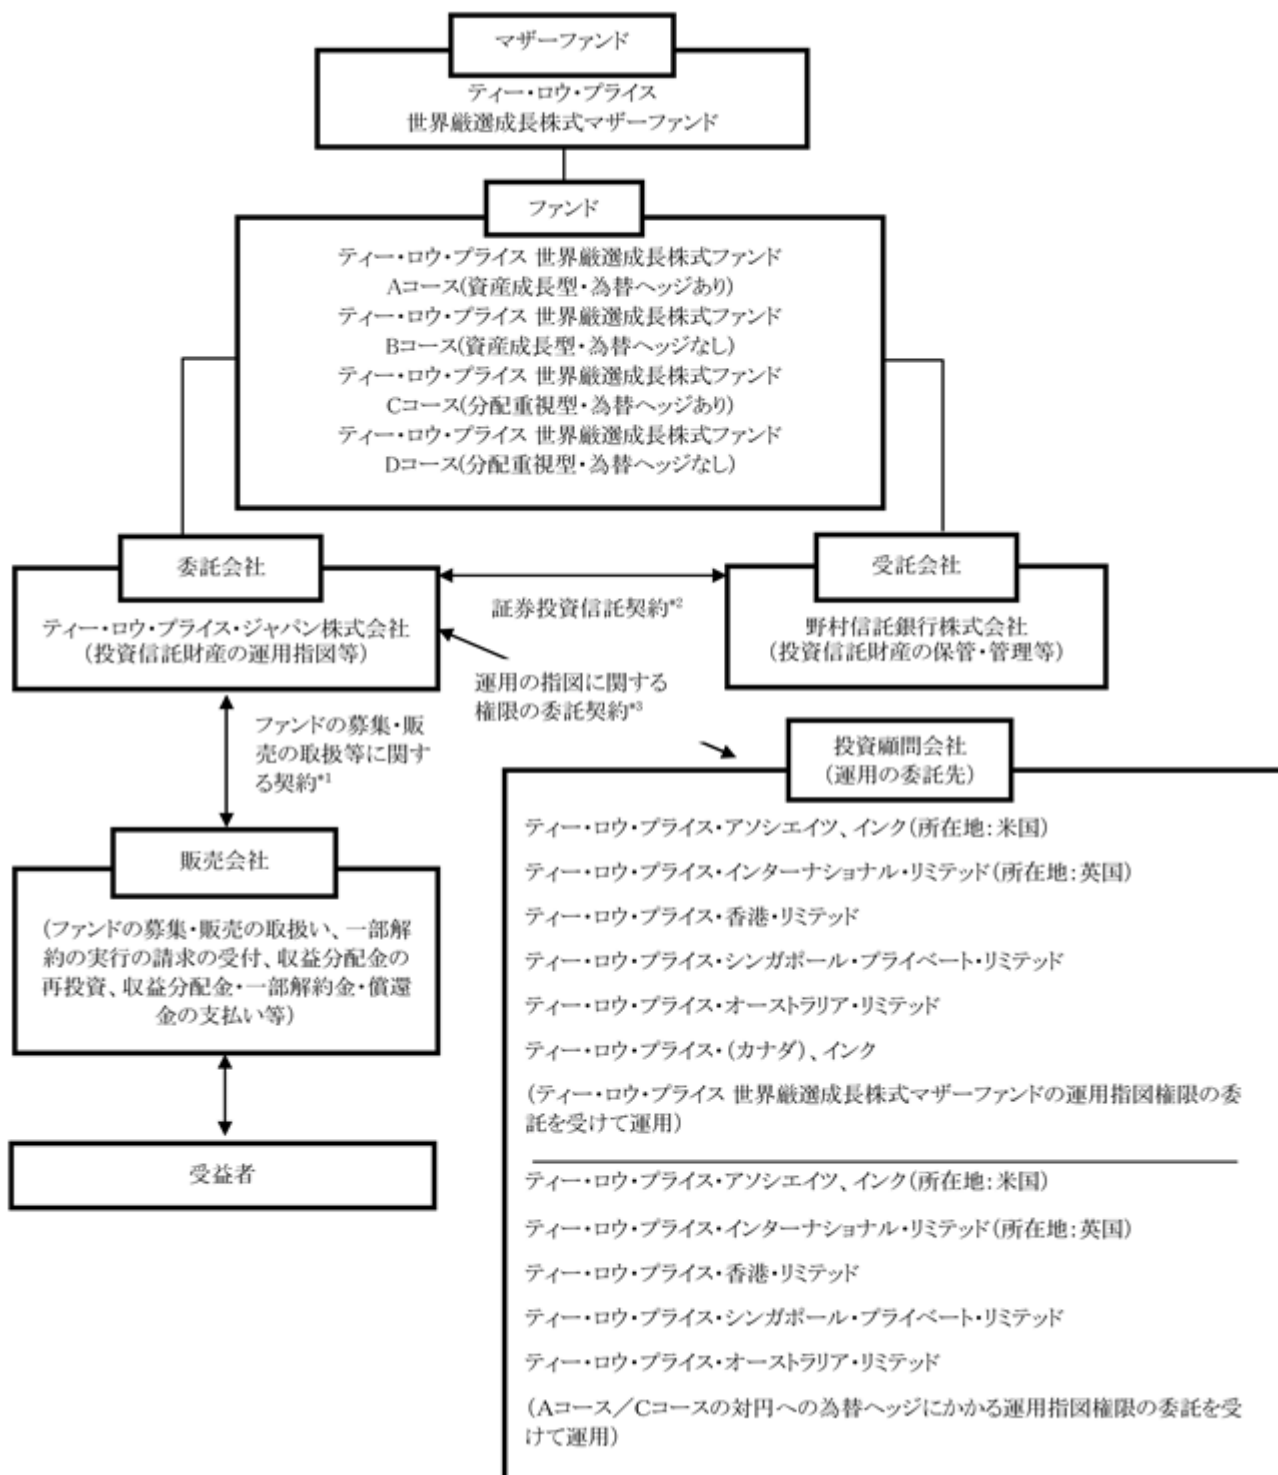 マザーファンド
ティー・ロウ・プライス
世界厳選成長株式マザーファンド
ファンド
ティー・ロウ・プライス 世界厳選成長株式ファンド
Aコース(資産成長型・為替ヘッジあり)
ティー・ロウ・プライス 世界厳選成長株式ファンド
Bコース(資産成長型・為替ヘッジなし)
ティー・ロウ・プライス 世界厳選成長株式ファンド
Cコース(分配重視型・為替ヘッジあり)
ティー・ロウ・プライス 世界厳選成長株式ファンド
Dコース(分配重視型・為替ヘッジなし)
委託会社
ティー・ロウ・プライス・ジャパン株式会社
(投資信託財産の運用指図等)
証券投資信託契約*2
受託会社
野村信託銀行株式会社
(投資信託財産の保管・管理等)
運用の指図に関する
権限の委託契約*3
ファンドの募集・販
売の取扱等に関す
る契約*1
販売会社
(ファンドの募集・販売の取扱い、一部解
約の実行の請求の受付、収益分配金の
再投資、収益分配金・一部解約金・償還
金の支払い等)
受益者
投資顧問会社
(運用の委託先)
ティー・ロウ・プライス・アソシエイツ、インク(所在地:米国)
ティー・ロウ・プライス・インターナショナル・リミテッド(所在地:英国)
ティー・ロウ・プライス・香港・リミテッド
ティー・ロウ・プライス・シンガポール・プライベート・リミテッド
ティー・ロウ・プライス・オーストラリア・リミテッド
ティー・ロウ・プライス・(カナダ)、インク
(ティー・ロウ・プライス 世界厳選成長株式マザーファンドの運用指図権限の委
託を受けて運用)
ティー・ロウ・プライス・アソシエイツ、インク(所在地:米国)
ティー・ロウ・プライス・インターナショナル・リミテッド(所在地:英国)
ティー・ロウ・プライス・香港・リミテッド
ティー・ロウ・プライス・シンガポール・プライベート・リミテッド
ティー・ロウ・プライス・オーストラリア・リミテッド
(Aコース/Cコースの対円への為替ヘッジにかかる運用指図権限の委託を受
けて運用)